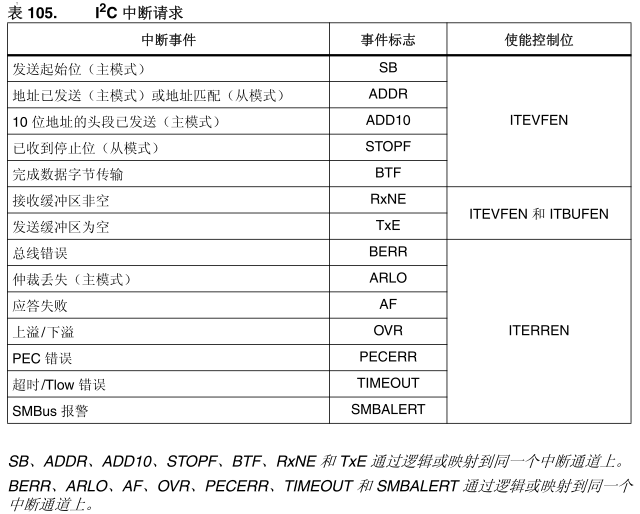 表 105. I²C 中断请求
中断事件 事件标志 使能控制位
发送起始位（主模式） SB
地址已发送（主模式）或地址匹配（从模式） ADDR
10 位地址的头段已发送（主模式） ADD10 ITEVFEN
已收到停止位（从模式） STOPF
完成数据字节传输 BTF
接收缓冲区非空 RxNE
ITEVFEN 和 ITBUFEN
发送缓冲区为空 TxE
总线错误 BERR
仲裁丢失（主模式） ARLO
应答失败 AF
上溢/下溢 OVR ITERREN
PEC 错误 PECERR
超时/Tlow 错误 TIMEOUT
SMBus 报警 SMBALERT
SB、ADDR、ADD10、STOPF、BTF、RxNE 和 TxE 通过逻辑或映射到同一个中断通道上。
BERR、ARLO、AF、OVR、PECERR、TIMEOUT 和 SMBALERT 通过逻辑或映射到同一个
中断通道上。